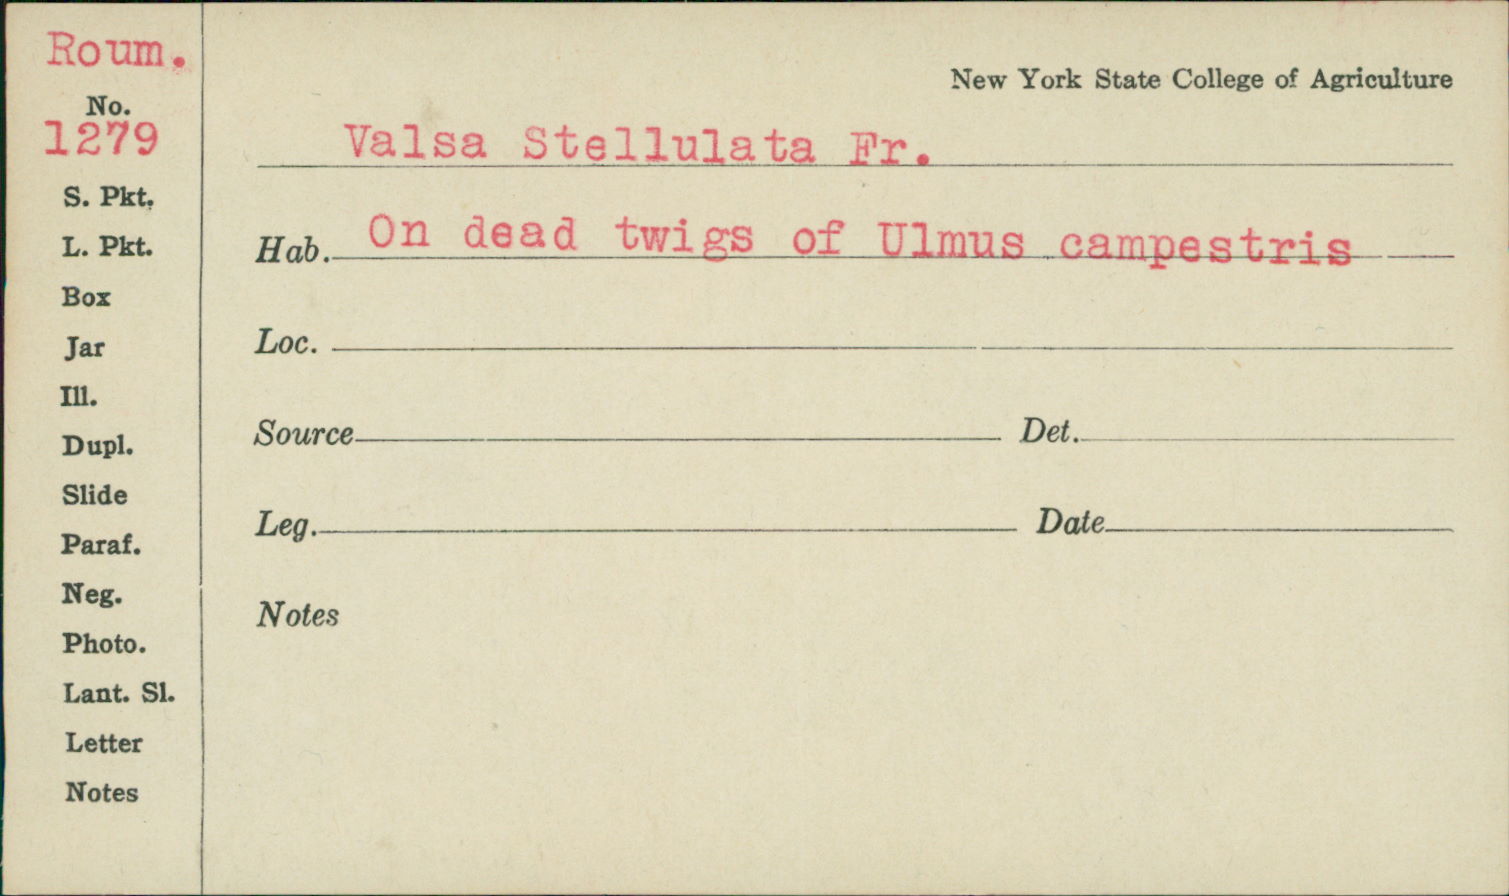 Roum.
No.
1279
S. Pkt.
L. Pkt.
Box
Jar
Ill.
Dupl.
Slide
Paraf.
Neg.
Photo.
Lant. Sl.
Letter
Notes
New York State College of Agriculture
Valsa Stellulata Fr.
Hab. On dead twigs of Ulmus campestris
Loc.
Source Det.
Leg. Date
Notes